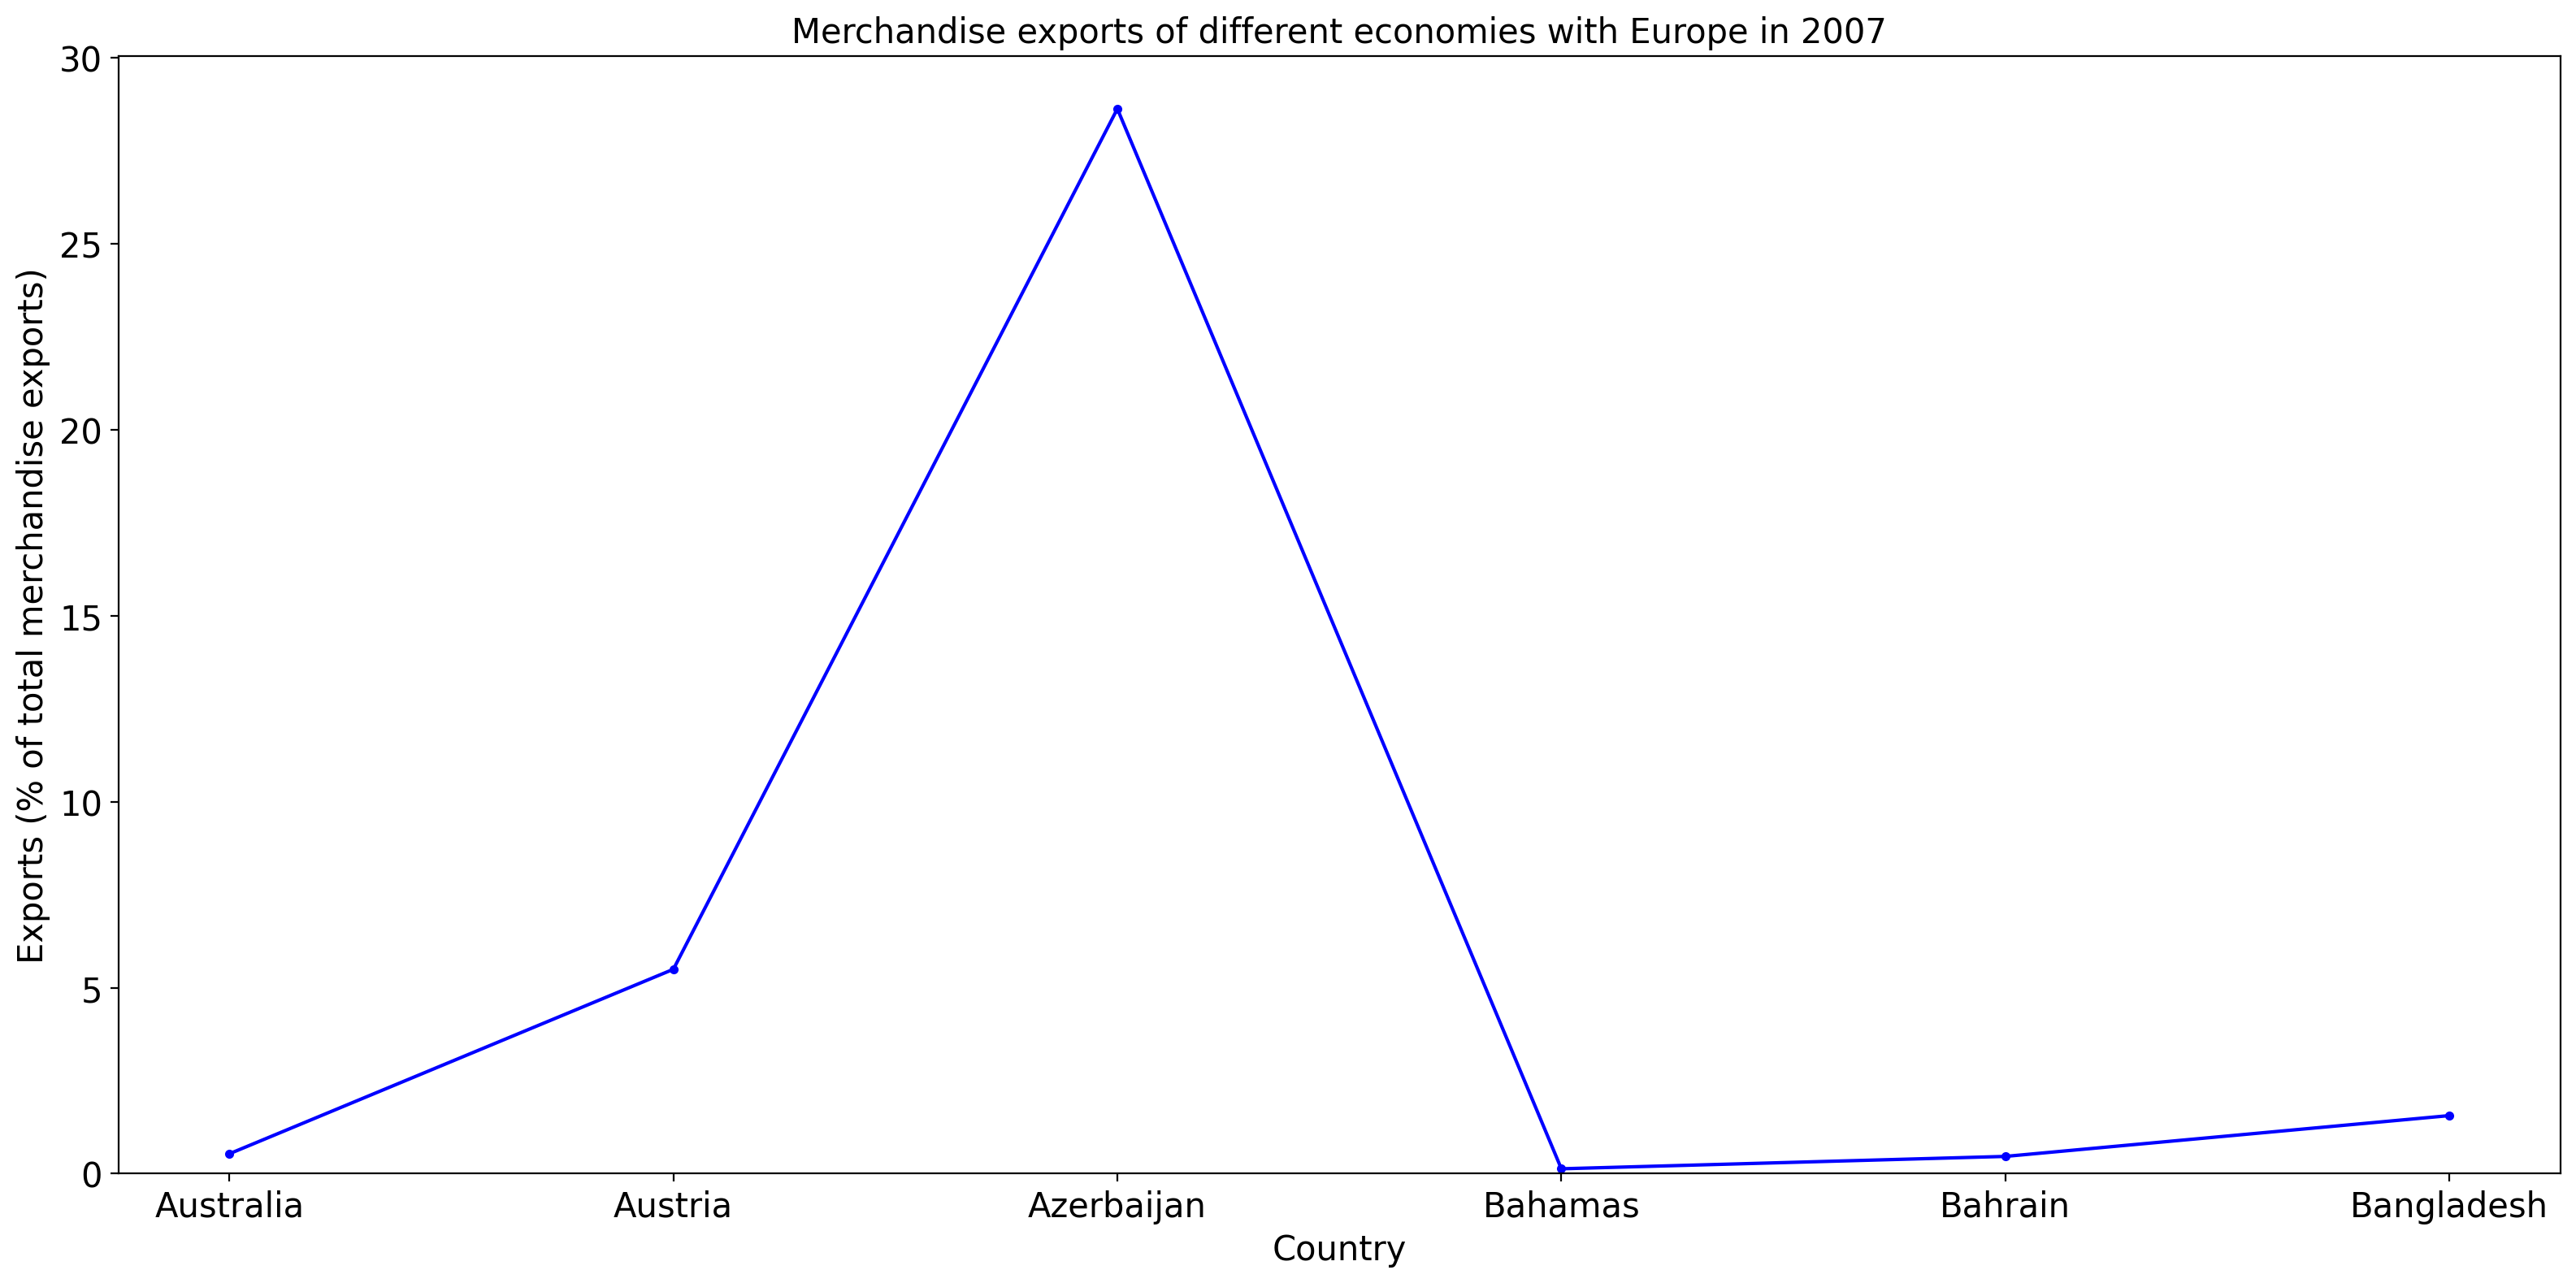 Merchandise exports of different economies with Europe in 2007
Exports (% of total merchandise exports)
30
25
20
15
10
5
0
Australia Austria Azerbaijan Bahamas Bahrain Bangladesh
Country